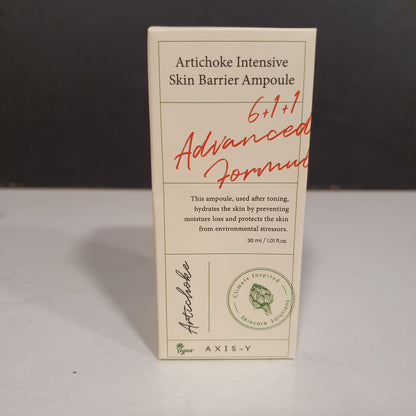 Artichoke Intensive
Skin Barrier Ampoule
6+1+1
Advanced
Formul
This ampoule, used after toning,
hydrates the skin by preventing
moisture loss and protects the skin
from environmental stressors.
30 ml / 1.01 fl.oz.
Artichoke
Climate Inspired
Skincare Solutions
Vegan
AXIS-Y